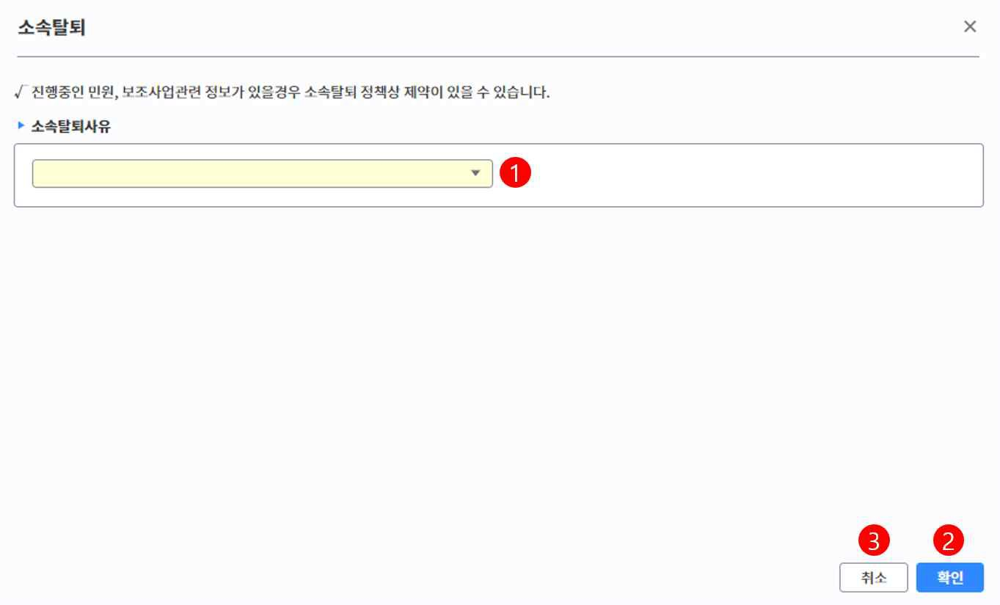 소속탈퇴
√ 진행중인 민원, 보조사업관련 정보가 있을경우 소속탈퇴 정책상 제약이 있을 수 있습니다.
소속탈퇴사유
1
3 2
취소 확인